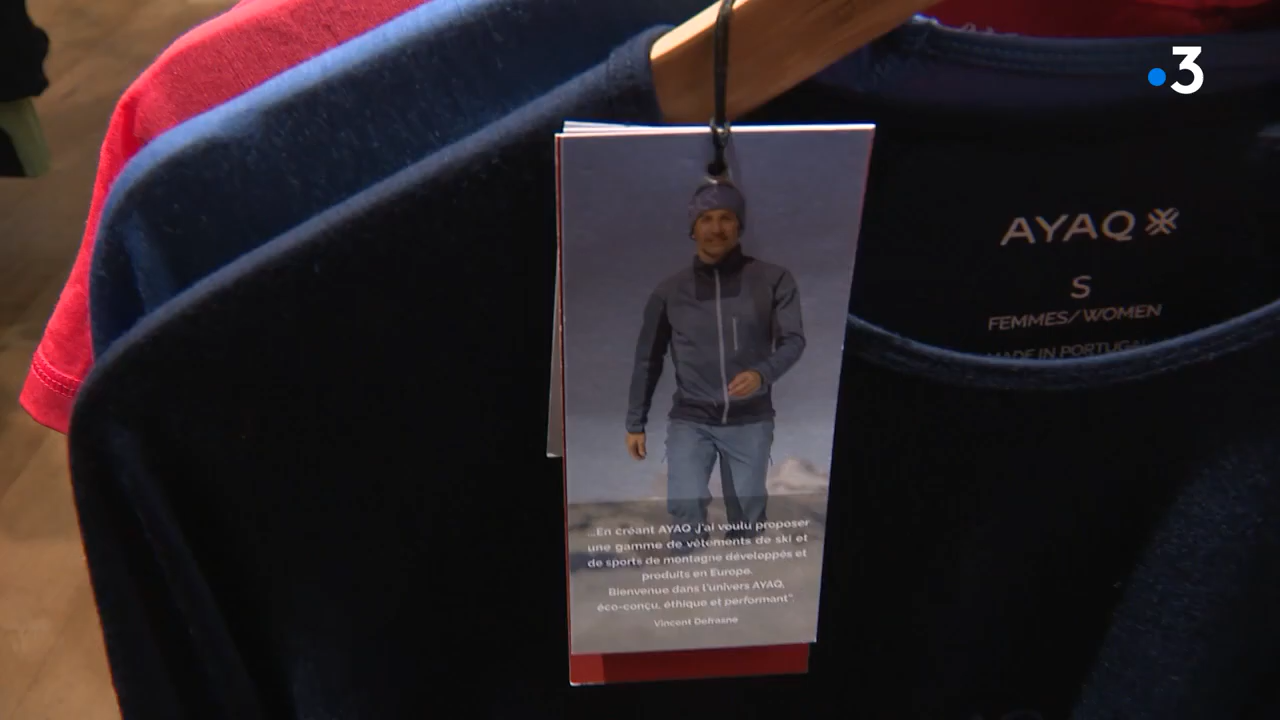 3
AYAQ
S
FEMMES/WOMEN
MADE IN PORTUGAL
...En créant AYAQ j'ai voulu proposer
une gamme de vêtements de ski et
de sports de montagne développés et
produits en Europe.
Bienvenue dans l'univers AYAQ,
éco-conçu, éthique et performant".
Vincent Defrasne